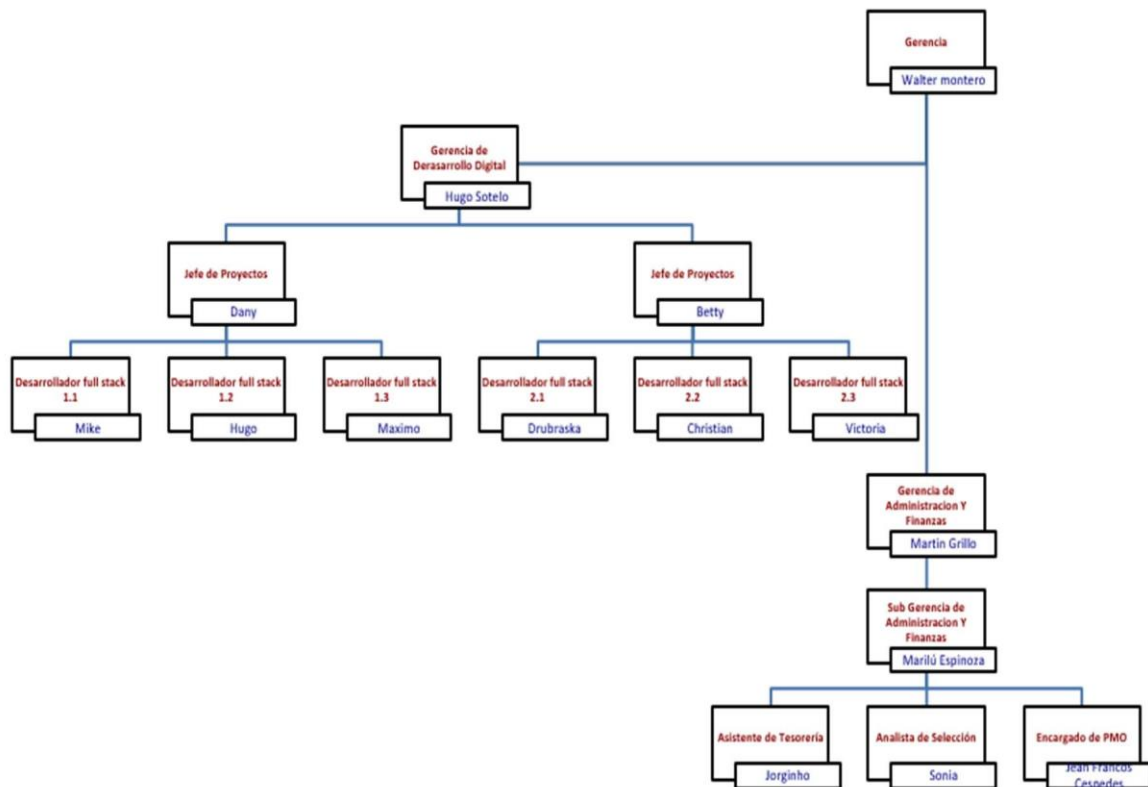 Gerencia
Walter montero
Gerencia de
Derasarrollo Digital
Hugo Sotelo
Jefe de Proyectos
Dany
Jefe de Proyectos
Betty
Desarrollador full stack
1.1
Mike
Desarrollador full stack
1.2
Hugo
Desarrollador full stack
1.3
Maximo
Desarrollador full stack
2.1
Drubraska
Desarrollador full stack
2.2
Christian
Desarrollador full stack
2.3
Victoria
Gerencia de
Administracion Y
Finanzas
Martin Grillo
Sub Gerencia de
Administracion Y
Finanzas
Marilú Espinoza
Asistente de Tesorería
Jorginho
Analista de Selección
Sonia
Encargado de PMO
Jean Francos
Cespedes